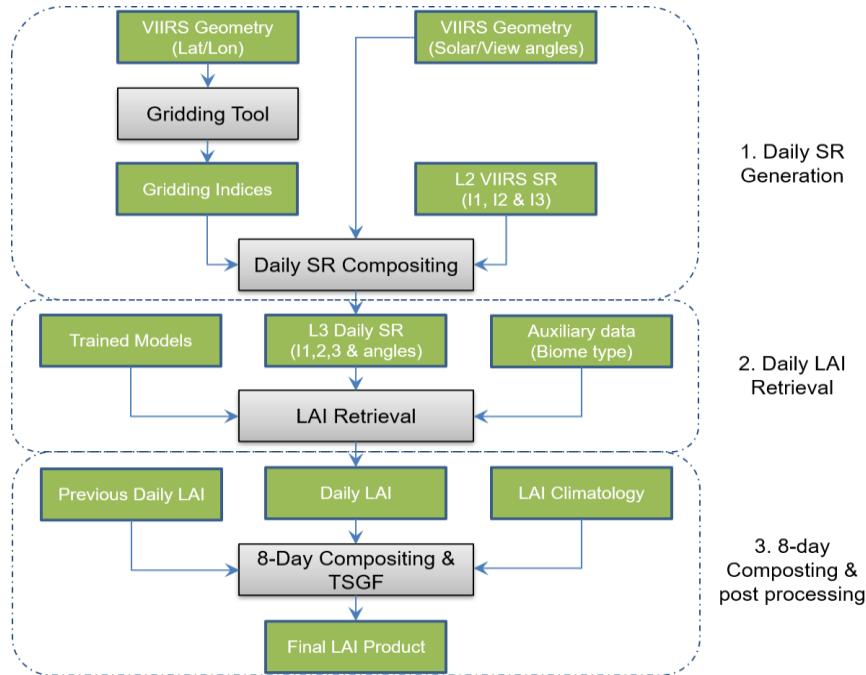 VIIRS Geometry
(Lat/Lon)
VIIRS Geometry
(Solar/View angles)
Gridding Tool
Gridding Indices
L2 VIIRS SR
(I1, I2 & I3)
Daily SR Compositing
1. Daily SR
Generation
Trained Models
L3 Daily SR
(I1,2,3 & angles)
Auxiliary data
(Biome type)
LAI Retrieval
2. Daily LAI
Retrieval
Previous Daily LAI
Daily LAI
LAI Climatology
8-Day Compositing &
TSGF
Final LAI Product
3. 8-day
Composting &
post processing